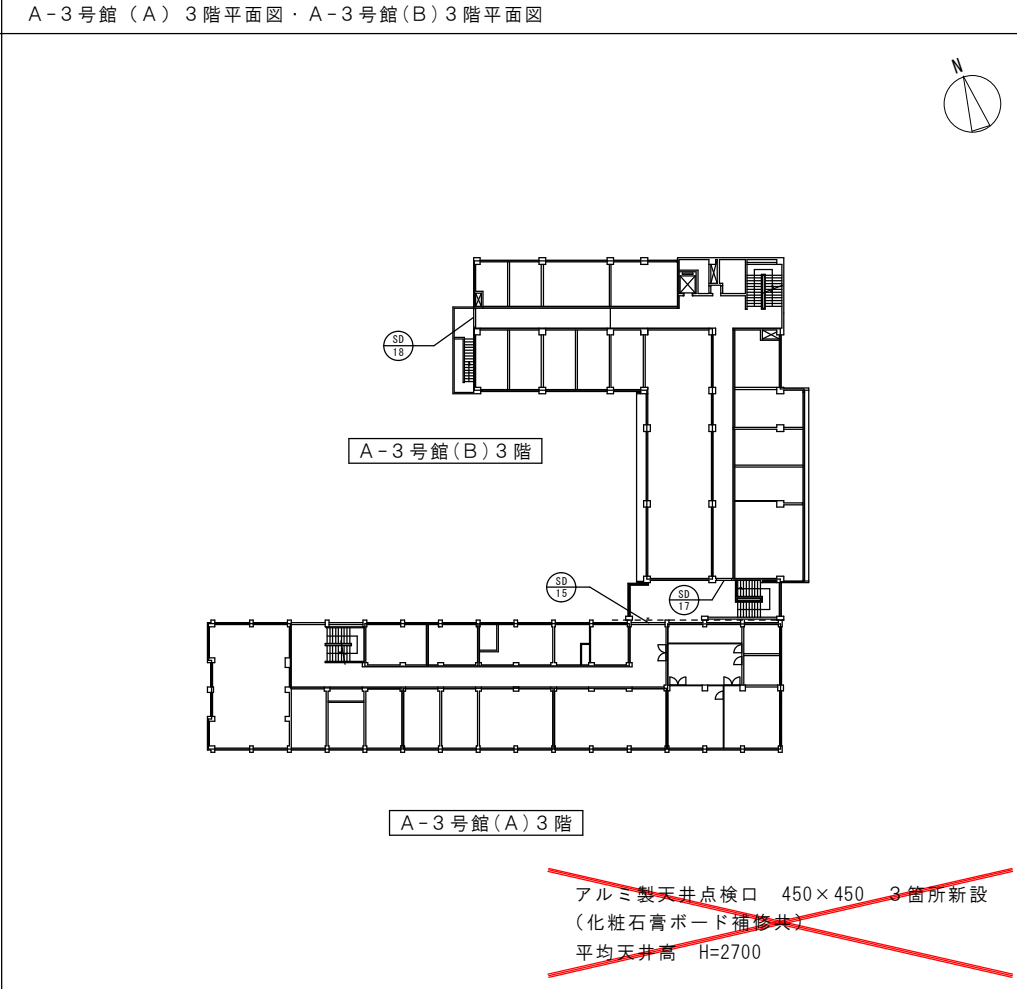 A-3号館（A）3階平面図・A-3号館(B)3階平面図
N
SD
18
A-3号館(B)3階
SD
15
SD
17
A-3号館(A)3階
アルミ製天井点検口　450×450　3箇所新設
（化粧石膏ボード補修共）
平均天井高　H=2700